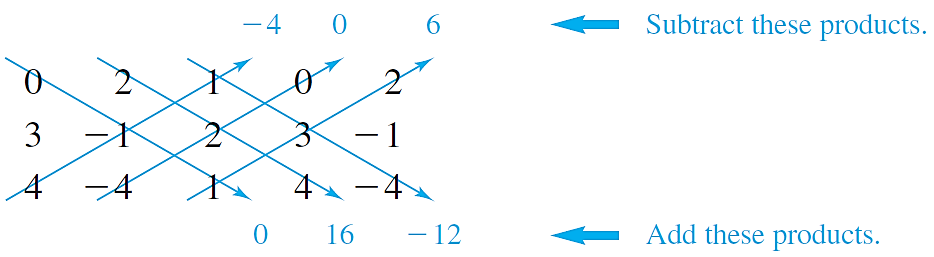 −4 0 6 Subtract these products.
0 2 1 0 2
3 −1 2 3 −1
4 −4 1 4 −4
0 16 −12 Add these products.